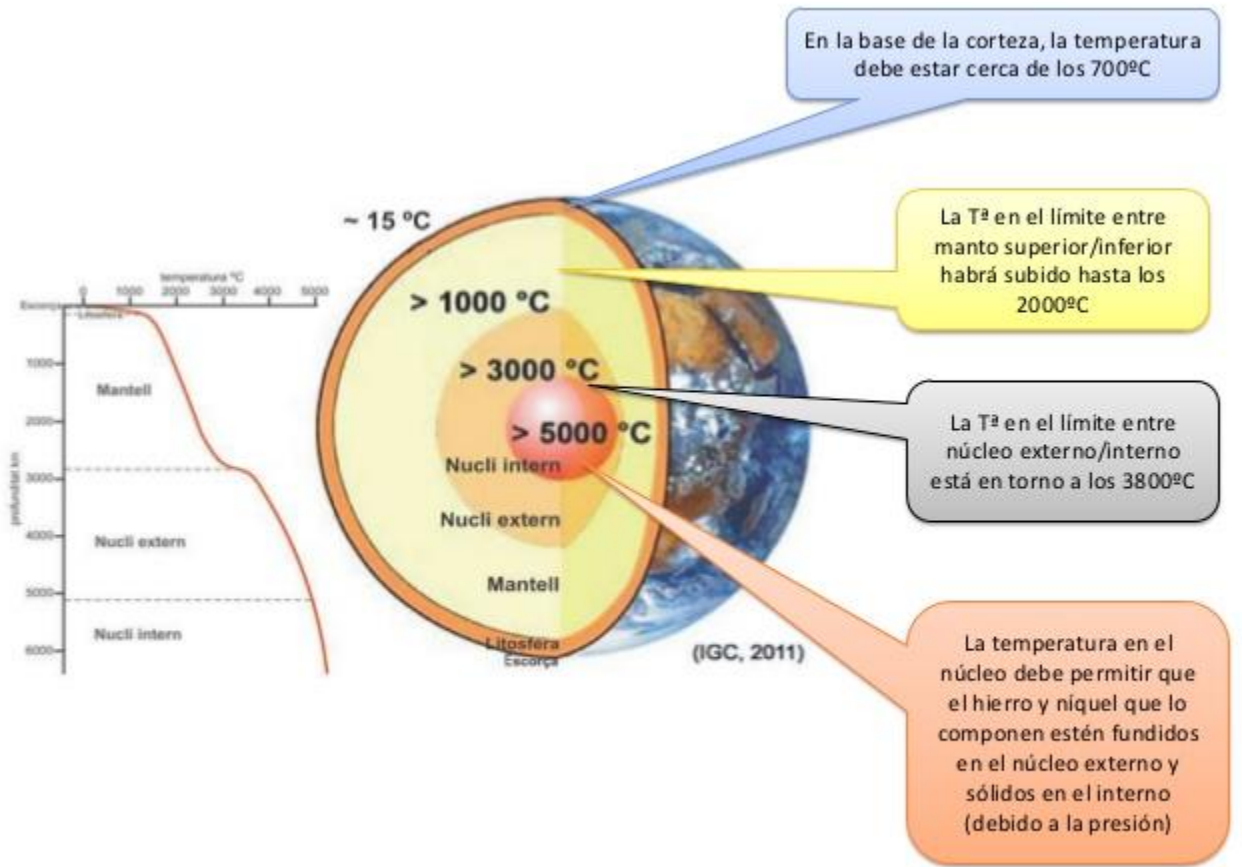 En la base de la corteza, la temperatura
debe estar cerca de los 700ºC
La Tª en el límite entre
manto superior/inferior
habrá subido hasta los
2000ºC
La Tª en el límite entre
núcleo externo/interno
está en torno a los 3800ºC
La temperatura en el
núcleo debe permitir que
el hierro y níquel que lo
componen estén fundidos
en el núcleo externo y
sólidos en el interno
(debido a la presión)
~ 15 ºC
> 1000 ºC
> 3000 ºC
> 5000 ºC
Nucli intern
Nucli extern
Mantell
Litosfera
Escorça
(IGC, 2011)
temperatura ºC
0 1000 2000 3000 4000 5000
Escorça
Litosfera
1000
Mantell
2000
3000
Nucli extern
4000
5000
Nucli intern
6000
profunditat km